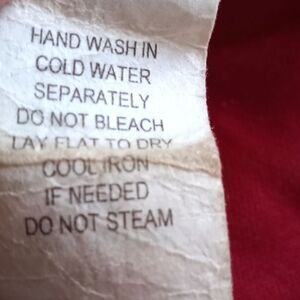 HAND WASH IN
COLD WATER
SEPARATELY
DO NOT BLEACH
LAY FLAT TO DRY
COOL IRON
IF NEEDED
DO NOT STEAM